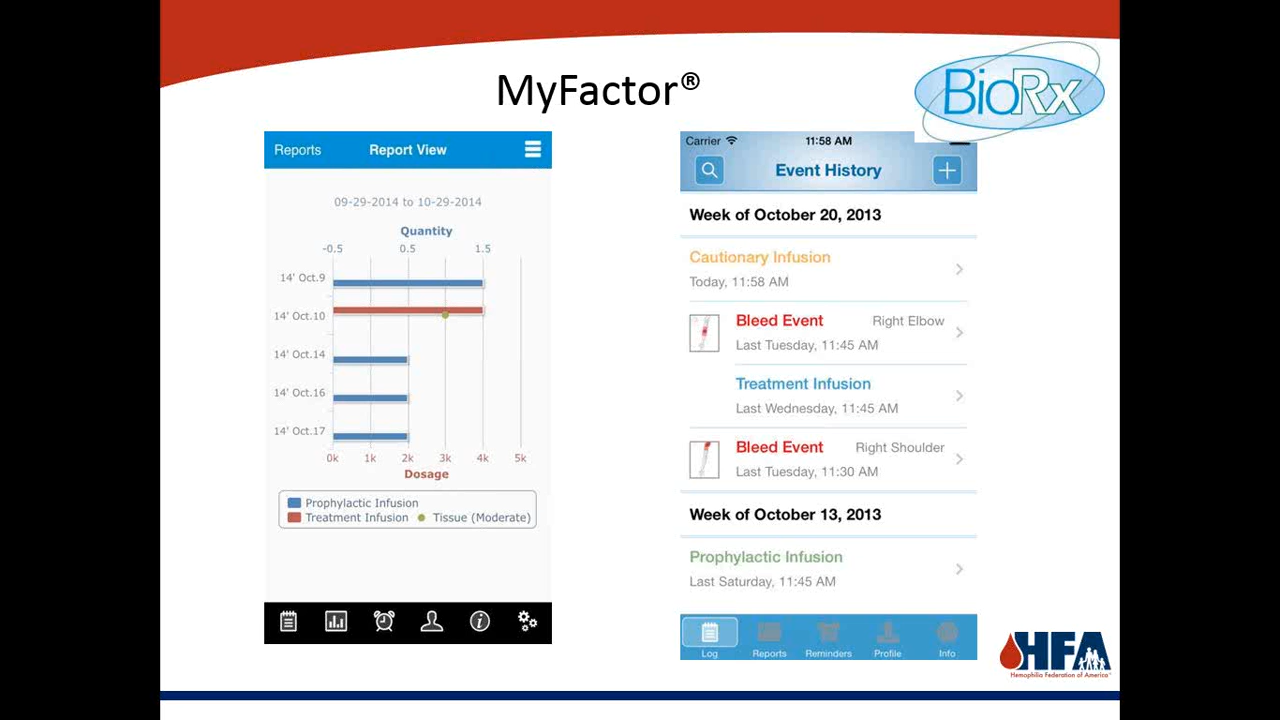 MyFactor®
BioRx
Reports
Report View
09-29-2014 to 10-29-2014
Quantity
-0.5 0.5 1.5
14' Oct.9
14' Oct.10
14' Oct.14
14' Oct.16
14' Oct.17
0k 1k 2k 3k 4k 5k
Dosage
Prophylactic Infusion
Treatment Infusion Tissue (Moderate)
Carrier 11:58 AM
Event History
Week of October 20, 2013
Cautionary Infusion
Today, 11:58 AM
Bleed Event Right Elbow
Last Tuesday, 11:45 AM
Treatment Infusion
Last Wednesday, 11:45 AM
Bleed Event Right Shoulder
Last Tuesday, 11:30 AM
Week of October 13, 2013
Prophylactic Infusion
Last Saturday, 11:45 AM
Log Reports Reminders Profile Info
HFA
Hemophilia Federation of America